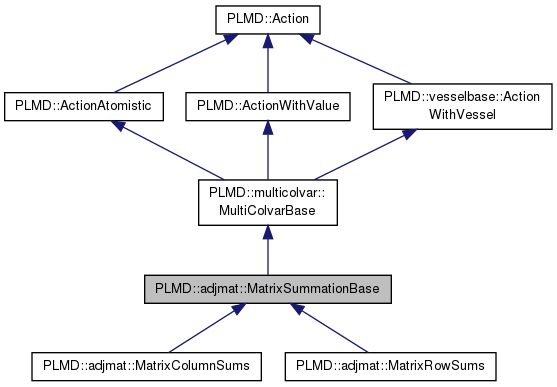 PLMD::Action
PLMD::ActionAtomistic
PLMD::ActionWithValue
PLMD::vesselbase::Action
WithVessel
PLMD::multicolvar::
MultiColvarBase
PLMD::adjmat::MatrixSummationBase
PLMD::adjmat::MatrixColumnSums
PLMD::adjmat::MatrixRowSums